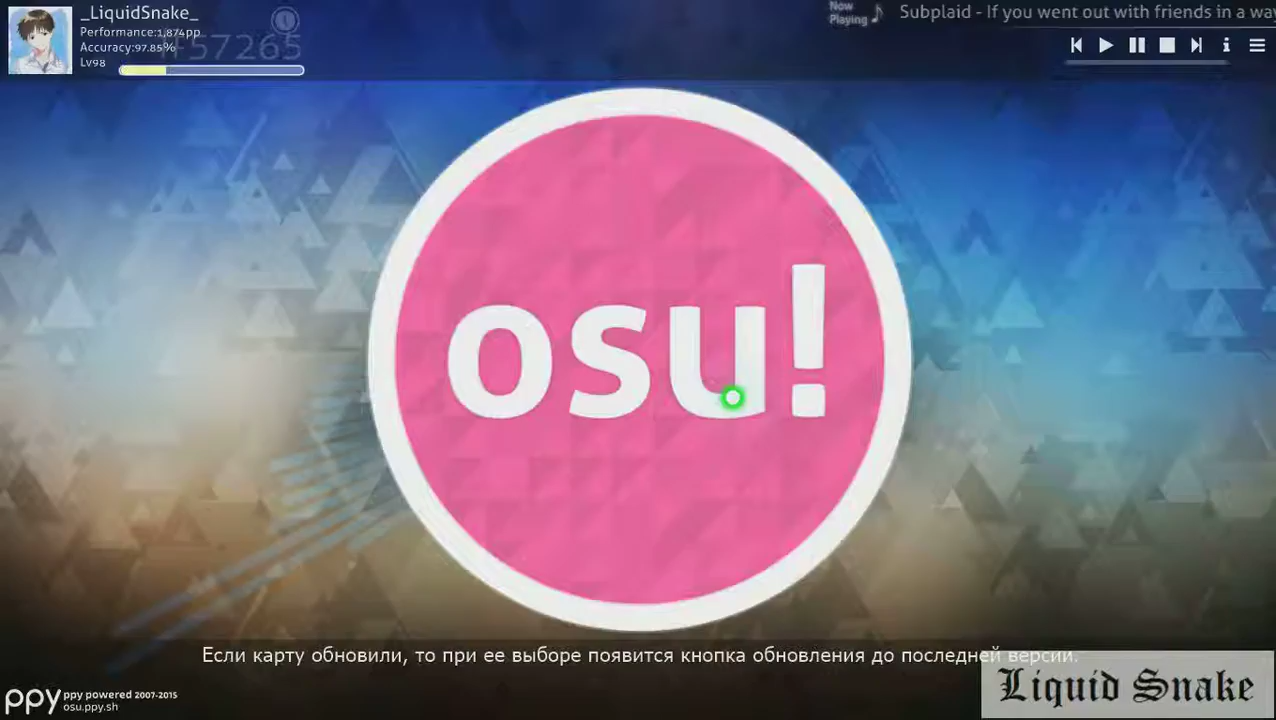 _LiquidSnake_
Performance:1,874pp
Accuracy:97.85%
Lv98
#57265
Now
Playing
Subplaid - If you went out with friends in a way
osu!
Если карту обновили, то при ее выборе появится кнопка обновления до последней версии.
ppy
ppy powered 2007-2015
osu.ppy.sh
Liquid Snake